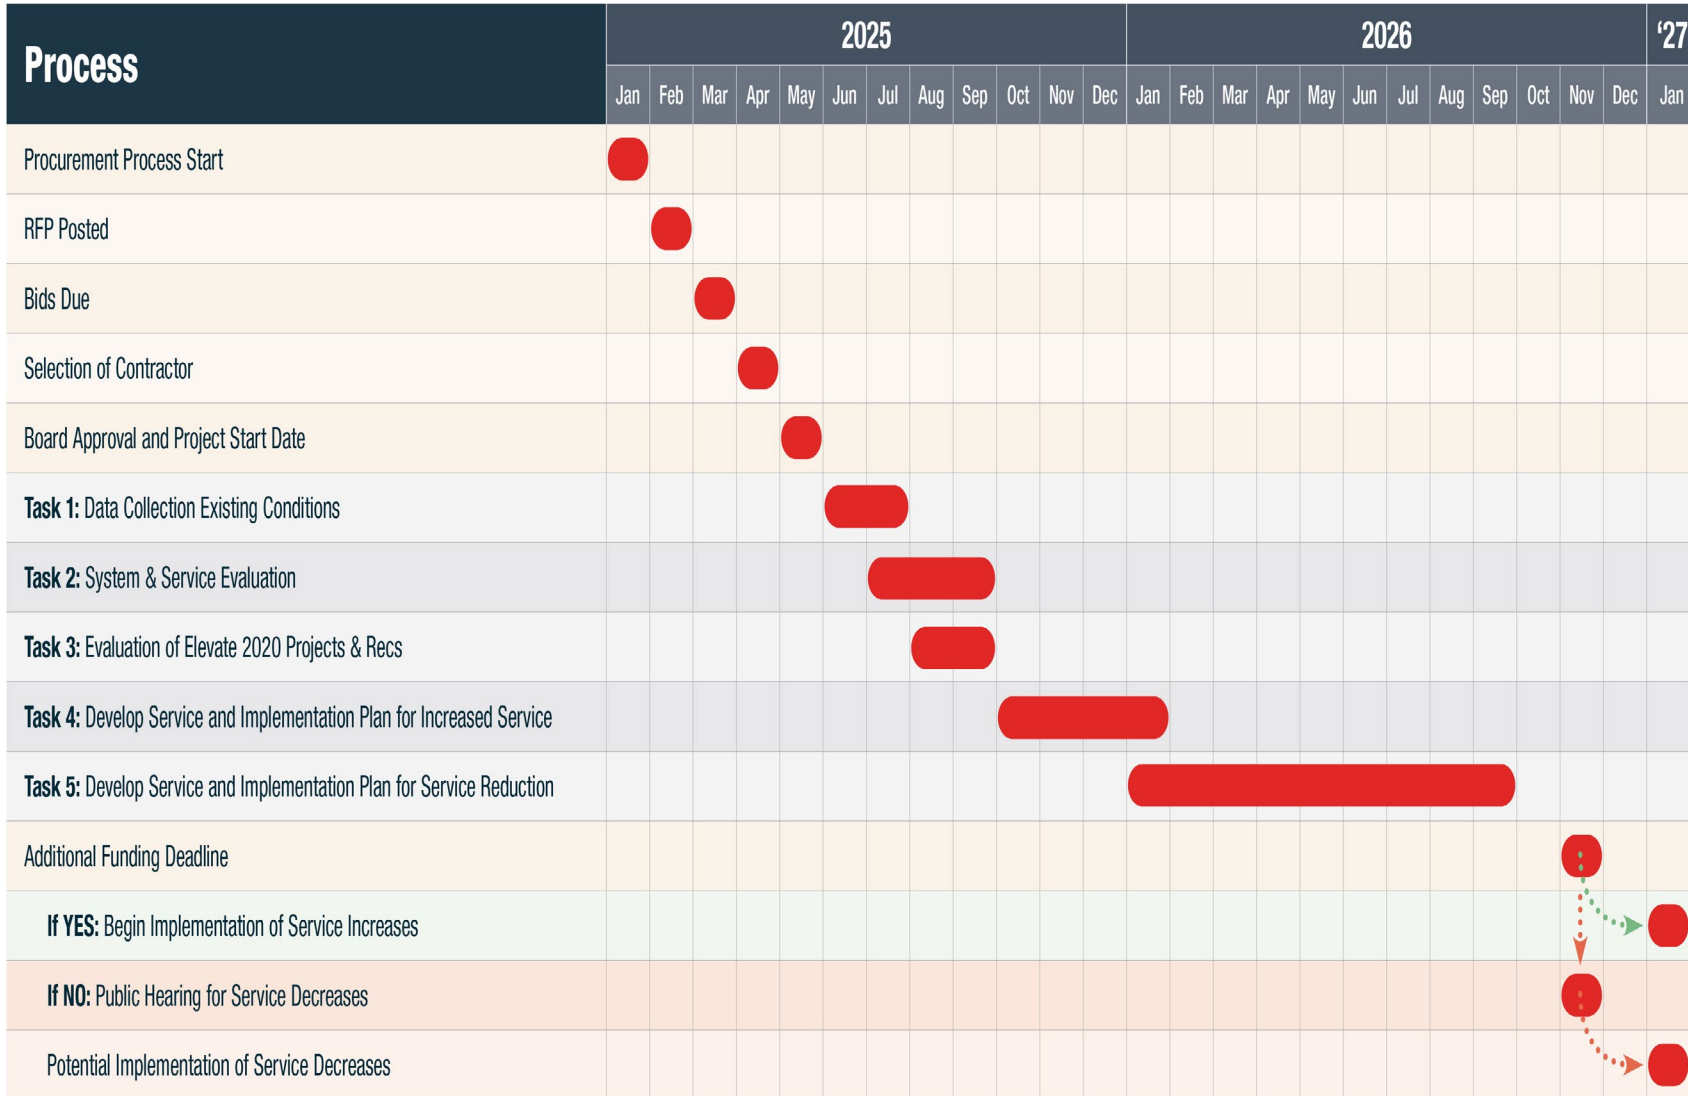 Process
2025
2026
‘27
Jan Feb Mar Apr May Jun Jul Aug Sep Oct Nov Dec Jan Feb Mar Apr May Jun Jul Aug Sep Oct Nov Dec Jan
Procurement Process Start
RFP Posted
Bids Due
Selection of Contractor
Board Approval and Project Start Date
Task 1: Data Collection Existing Conditions
Task 2: System & Service Evaluation
Task 3: Evaluation of Elevate 2020 Projects & Recs
Task 4: Develop Service and Implementation Plan for Increased Service
Task 5: Develop Service and Implementation Plan for Service Reduction
Additional Funding Deadline
If YES: Begin Implementation of Service Increases
If NO: Public Hearing for Service Decreases
Potential Implementation of Service Decreases